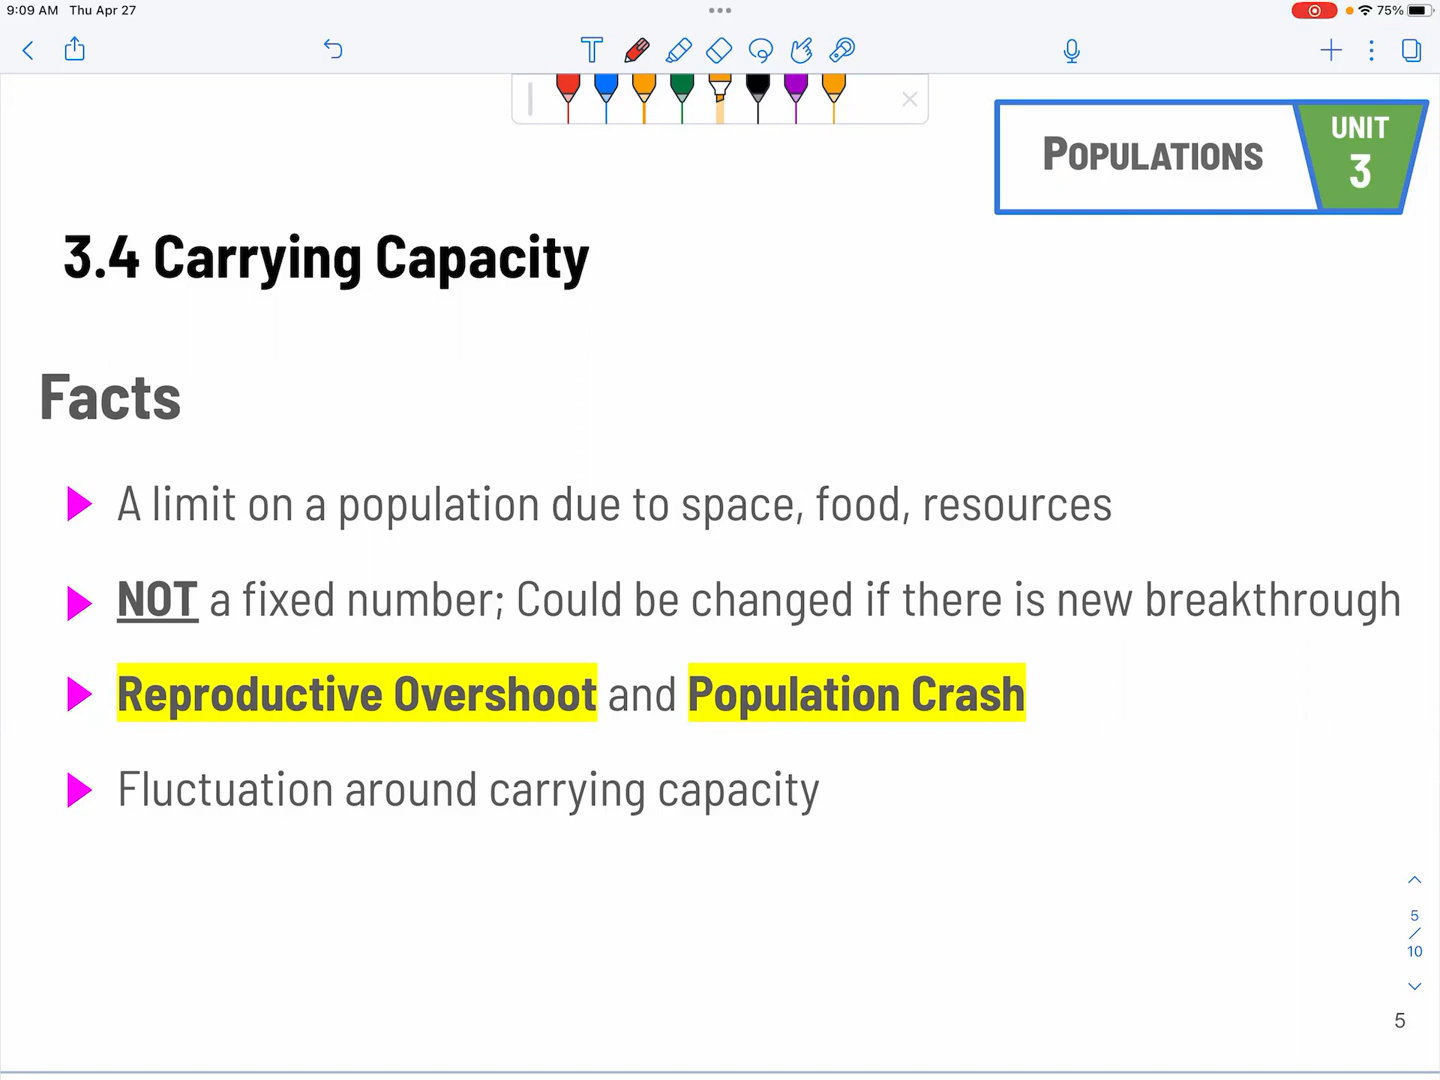 9:09 AM Thu Apr 27
75%
POPULATIONS
UNIT
3
3.4 Carrying Capacity
Facts
A limit on a population due to space, food, resources
NOT a fixed number; Could be changed if there is new breakthrough
Reproductive Overshoot and Population Crash
Fluctuation around carrying capacity
5
/
10
5